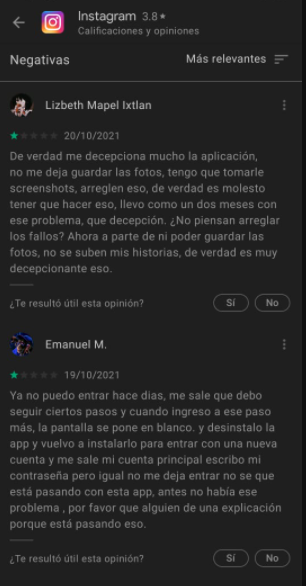 Instagram 3.8★
Calificaciones y opiniones
Negativas
Más relevantes
Lizbeth Mapel Ixtlan
20/10/2021
De verdad me decepciona mucho la aplicación,
no me deja guardar las fotos, tengo que tomarle
screenshots, arreglen eso, de verdad es molesto
tener que hacer eso, llevo como un dos meses con
ese problema, que decepción. ¿No piensan arreglar
los fallos? Ahora a parte de ni poder guardar las
fotos, no se suben mis historias, de verdad es muy
decepcionante eso.
¿Te resultó útil esta opinión?
Sí
No
Emanuel M.
19/10/2021
Ya no puedo entrar hace dias, me sale que debo
seguir ciertos pasos y cuando ingreso a ese paso
más, la pantalla se pone en blanco. y desinstalo la
app y vuelvo a instalarlo para entrar con una nueva
cuenta y me sale mi cuenta principal escribo mi
contraseña pero igual no me deja entrar no se que
está pasando con esta app, antes no había ese
problema , por favor que alguien de una explicación
porque está pasando eso.
¿Te resultó útil esta opinión?
Sí
No